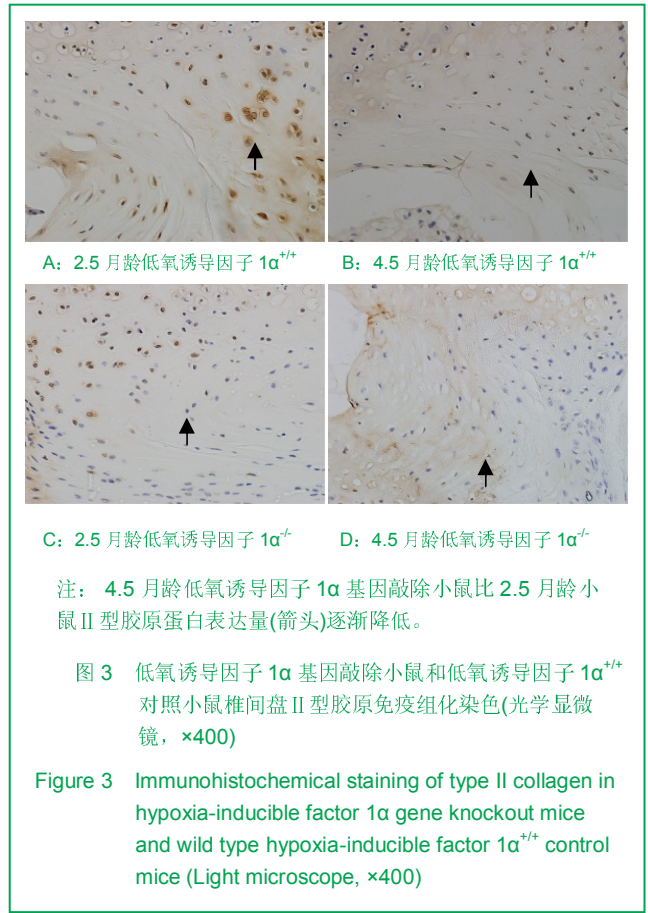 A：2.5 月龄低氧诱导因子 1α+/+
B：4.5 月龄低氧诱导因子 1α+/+
C：2.5 月龄低氧诱导因子 1α-/-
D：4.5 月龄低氧诱导因子 1α-/-
注： 4.5 月龄低氧诱导因子 1α 基因敲除小鼠比 2.5 月龄小
鼠Ⅱ型胶原蛋白表达量(箭头)逐渐降低。
图 3 低氧诱导因子 1α 基因敲除小鼠和低氧诱导因子 1α+/+
对照小鼠椎间盘Ⅱ型胶原免疫组化染色(光学显微
镜，×400)
Figure 3 Immunohistochemical staining of type II collagen in
hypoxia-inducible factor 1α gene knockout mice
and wild type hypoxia-inducible factor 1α+/+ control
mice (Light microscope, ×400)